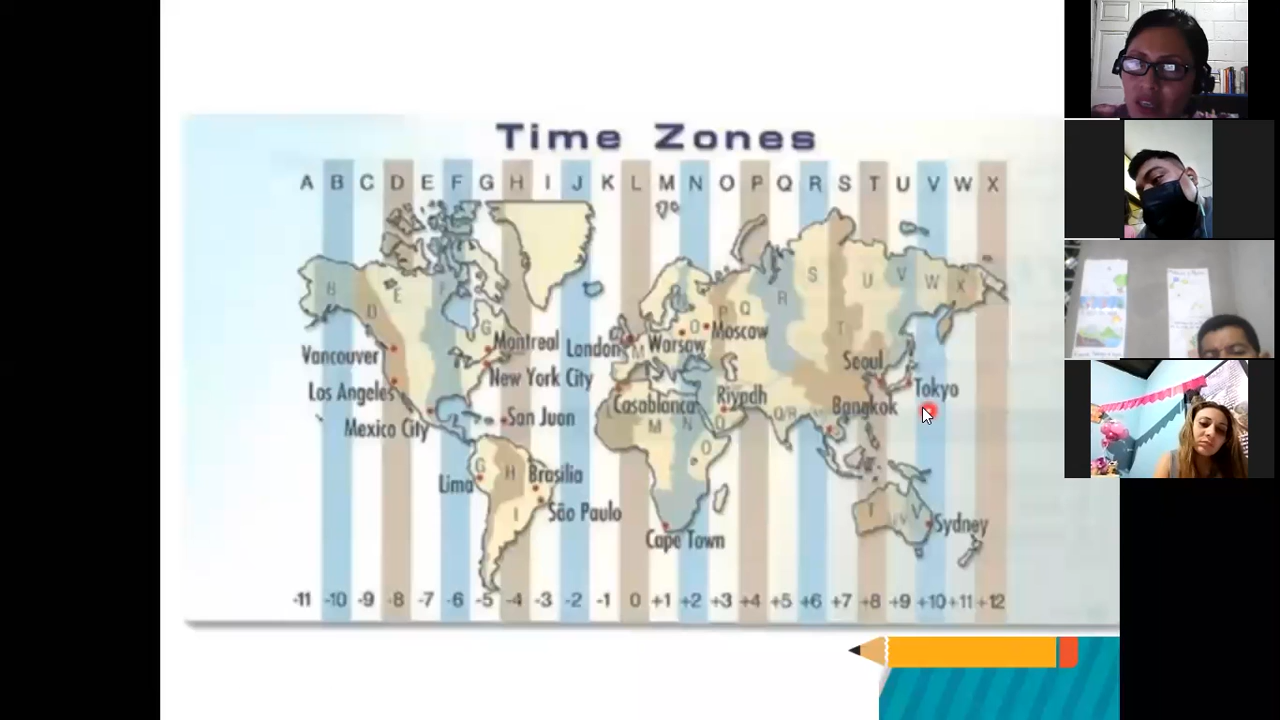 Time Zones
A B C D E F G H I J K L M N O P Q R S T U V W X
B
D
E
F
G
S
R
Q
P
O
T
U
V
W
X
Montreal
London
M
Warsaw
Moscow
Vancouver
Seoul
New York City
Los Angeles
Tokyo
Riyadh
Casablanca
Bangkok
San Juan
Mexico City
M
N
O
Q/R
O
G
H
Brasilia
Lima
I
São Paulo
T
V
Sydney
Cape Town
-11 -10 -9 -8 -7 -6 -5 -4 -3 -2 -1 0 +1 +2 +3 +4 +5 +6 +7 +8 +9 +10 +11 +12